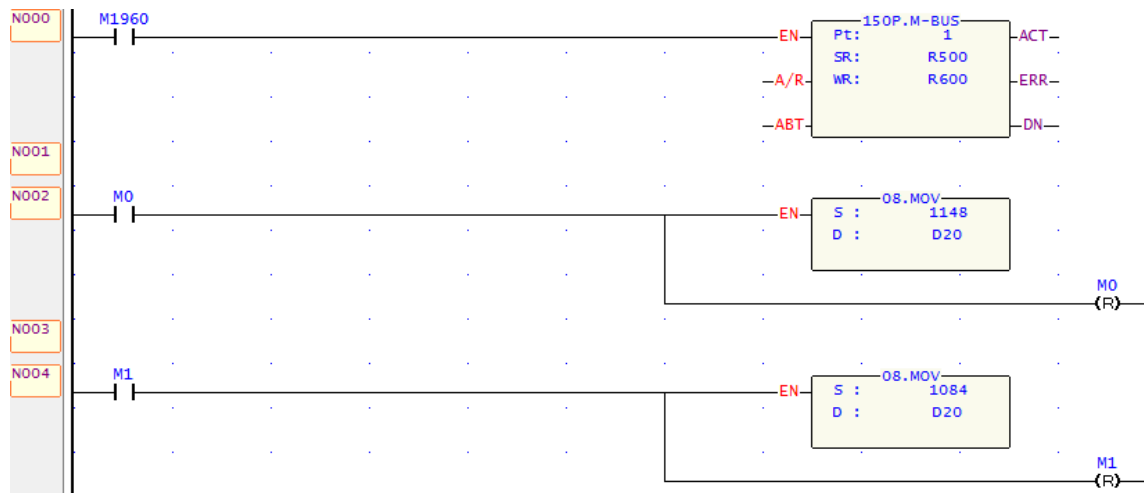 N000
M1960
150P.M-BUS
EN Pt: 1 ACT
SR: R500
A/R WR: R600 ERR
ABT DN
N001
N002
M0
08.MOV
EN S : 1148
D : D20
M0
(R)
N003
N004
M1
08.MOV
EN S : 1084
D : D20
M1
(R)